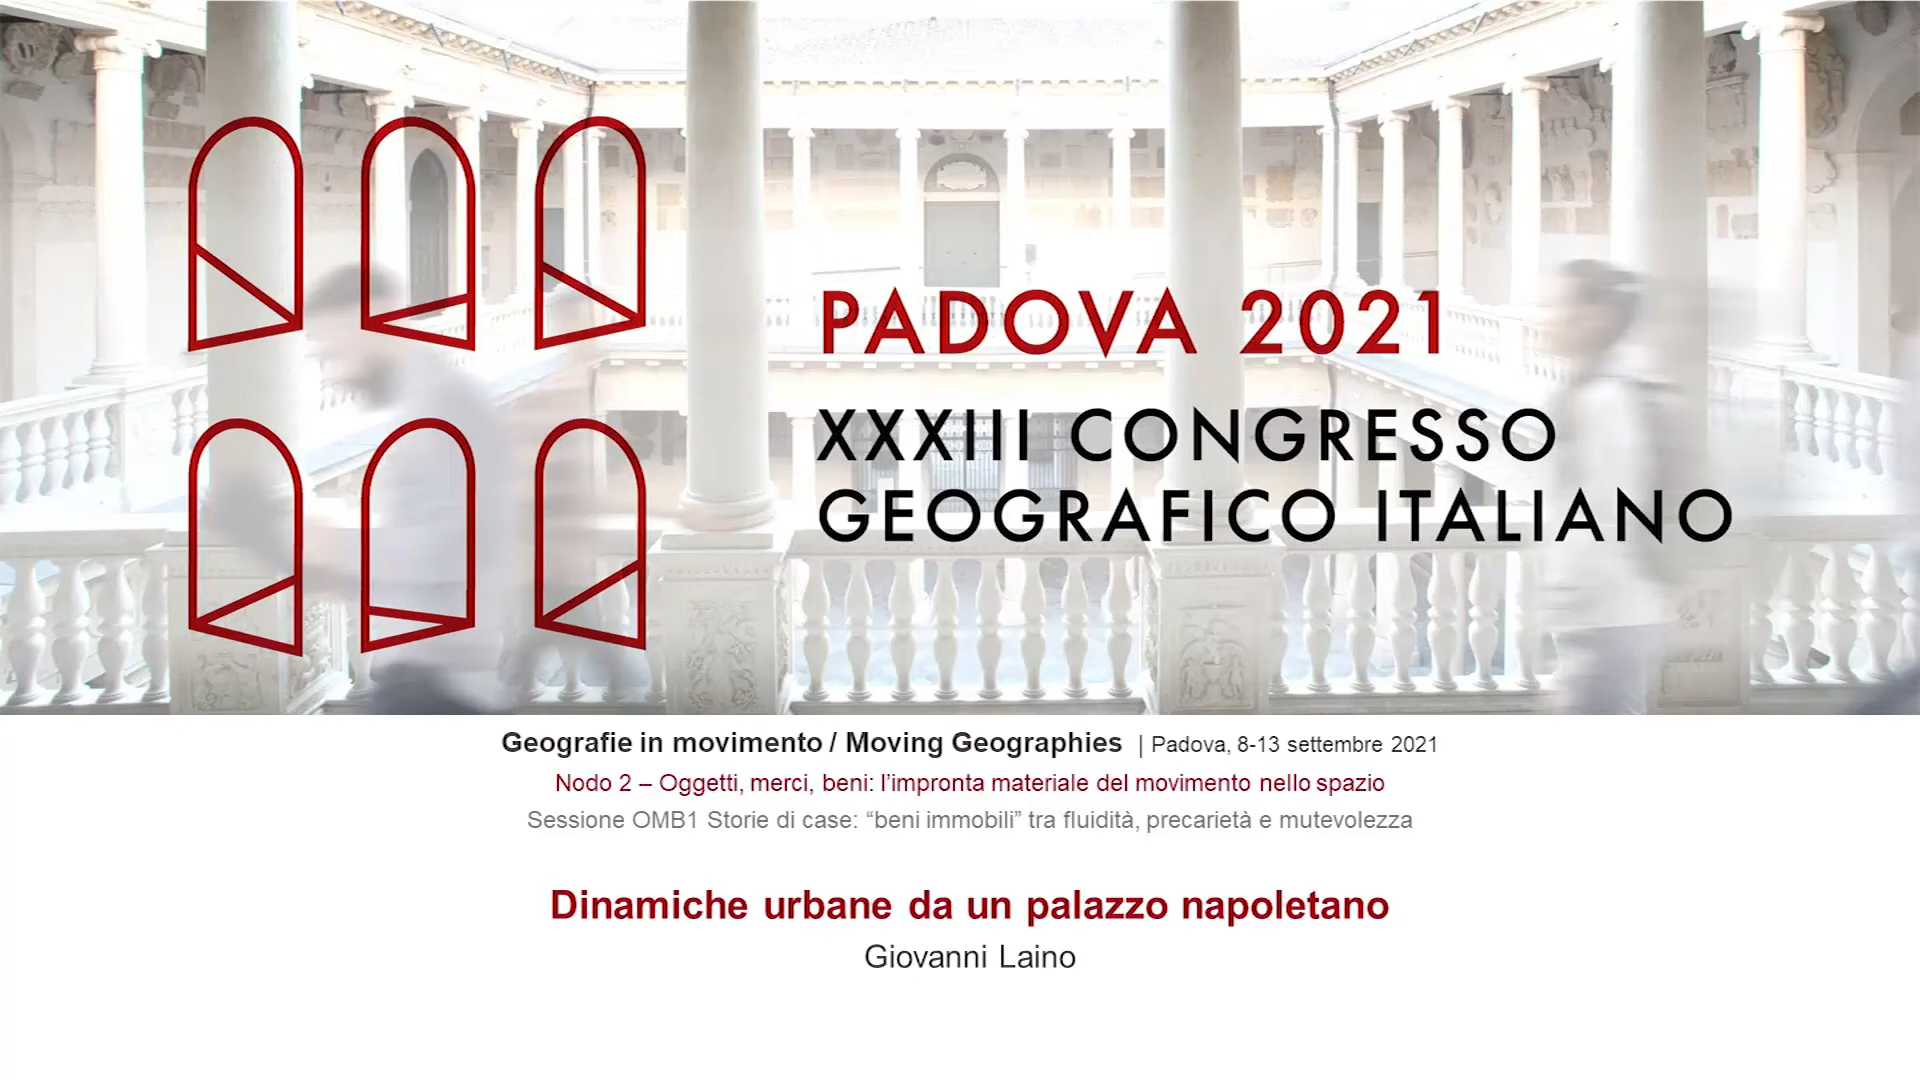 PADOVA 2021
XXXIII CONGRESSO
GEOGRAFICO ITALIANO
Geografie in movimento / Moving Geographies | Padova, 8-13 settembre 2021
Nodo 2 – Oggetti, merci, beni: l’impronta materiale del movimento nello spazio
Sessione OMB1 Storie di case: “beni immobili” tra fluidità, precarietà e mutevolezza
Dinamiche urbane da un palazzo napoletano
Giovanni Laino